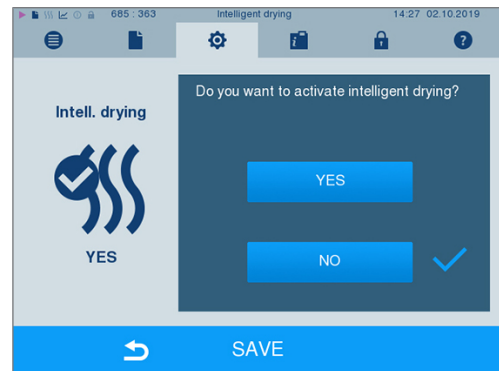 685 : 363 Intelligent drying 14:27 02.10.2019
Do you want to activate intelligent drying?
Intell. drying
YES
YES
NO
SAVE